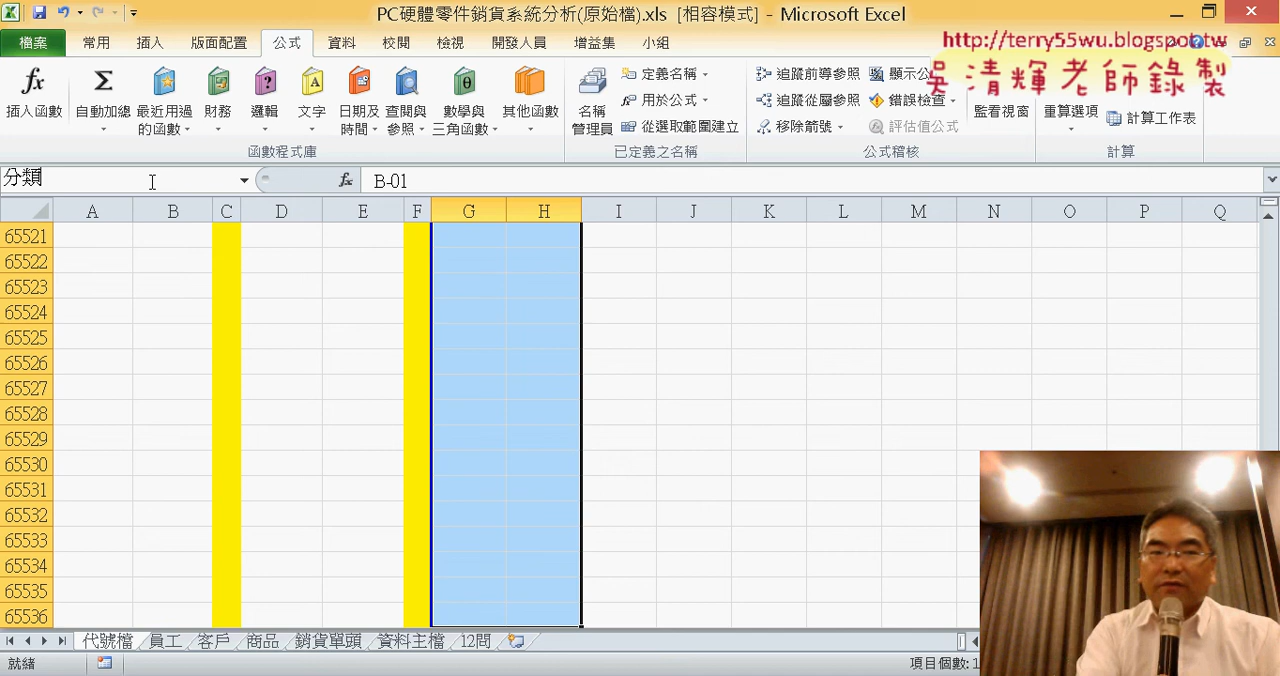 PC硬體零件銷貨系統分析(原始檔).xls [相容模式] - Microsoft Excel
檔案 常用 插入 版面配置 公式 資料 校閱 檢視 開發人員 增益集 小組
http://terry55wu.blogspot.tw
吳清輝老師錄製
插入函數 自動加總 最近用過的函數 財務 邏輯 文字 日期及時間 查閱與參照 數學與三角函數 其他函數
函數程式庫
名稱管理員 定義名稱 用於公式 從選取範圍建立
已定義之名稱
追蹤前導參照 追蹤從屬參照 移除箭號 顯示公 錯誤檢查 評估值公式 監看視窗
公式稽核
重算選項 計算工作表
計算
分類 fx B-01
A B C D E F G H I J K L M N O P Q
65521
65522
65523
65524
65525
65526
65527
65528
65529
65530
65531
65532
65533
65534
65535
65536
代號檔 員工 客戶 商品 銷貨單頭 資料主檔 12問
就緒 項目個數: 1